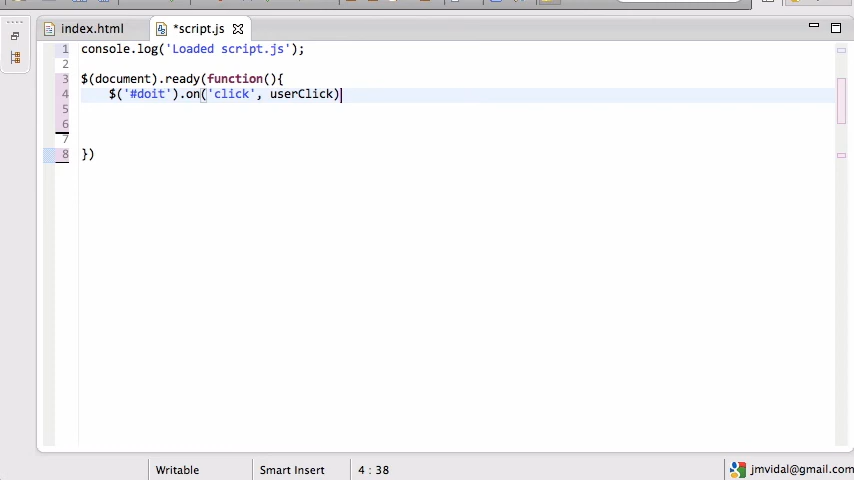 index.html
*script.js
1 console.log('Loaded script.js');
2
3 $(document).ready(function(){
4 $('#doit').on('click', userClick)
5
6
7
8 })
Writable
Smart Insert
4 : 38
jmvidal@gmail.com